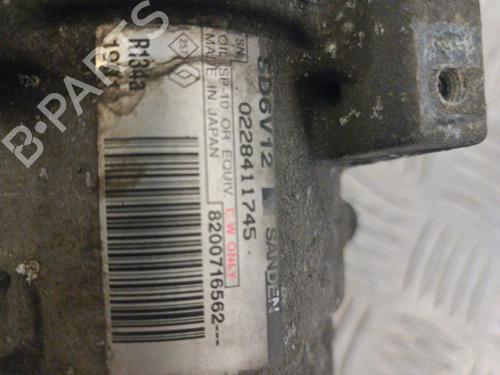 SD6V12 SANDEN
0228411745
OIL SP-10 OR EQUIV C.W ONLY
MADE IN JAPAN
8200716562---
R134a
B-PARTS